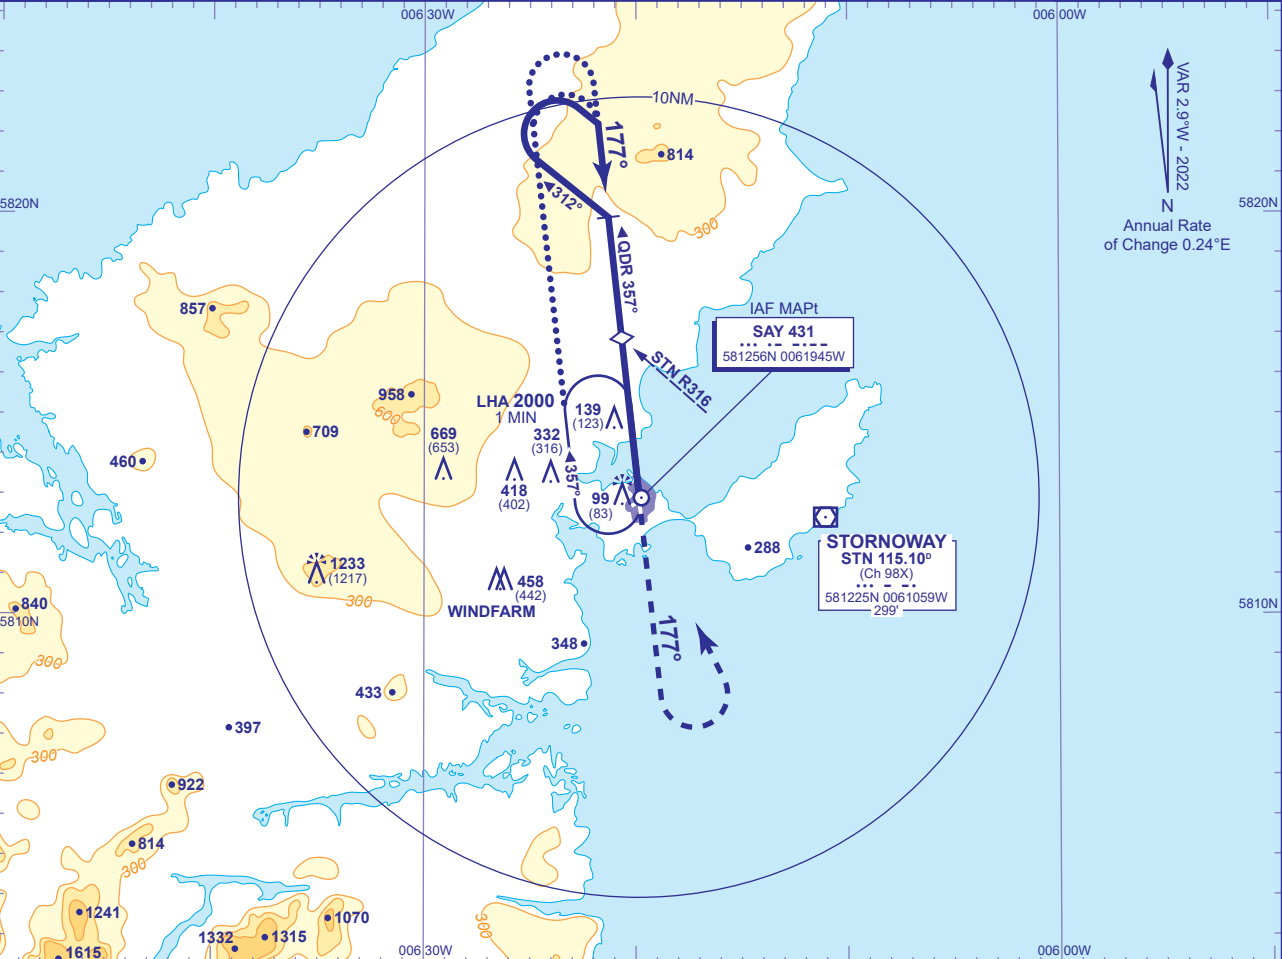 006:30W
006:00W
VAR 2.9°W - 2022
N
Annual Rate
of Change 0.24°E
5820N
5820N
10NM
177°
814
312°
300
QDR 357°
857
IAF MAPt
SAY 431
581256N 0061945W
STN R316
958
600
LHA 2000
1 MIN
139
(123)
709
669
(653)
332
(316)
460
418
(402)
357°
99
(83)
288
STORNOWAY
STN 115.10ᴰ
(Ch 98X)
581225N 0061059W
299'
1233
(1217)
458
(442)
WINDFARM
300
840
5810N
5810N
348
177°
300
433
397
300
922
814
300
1241
1070
1332
1315
300
1615
006:30W
006:00W